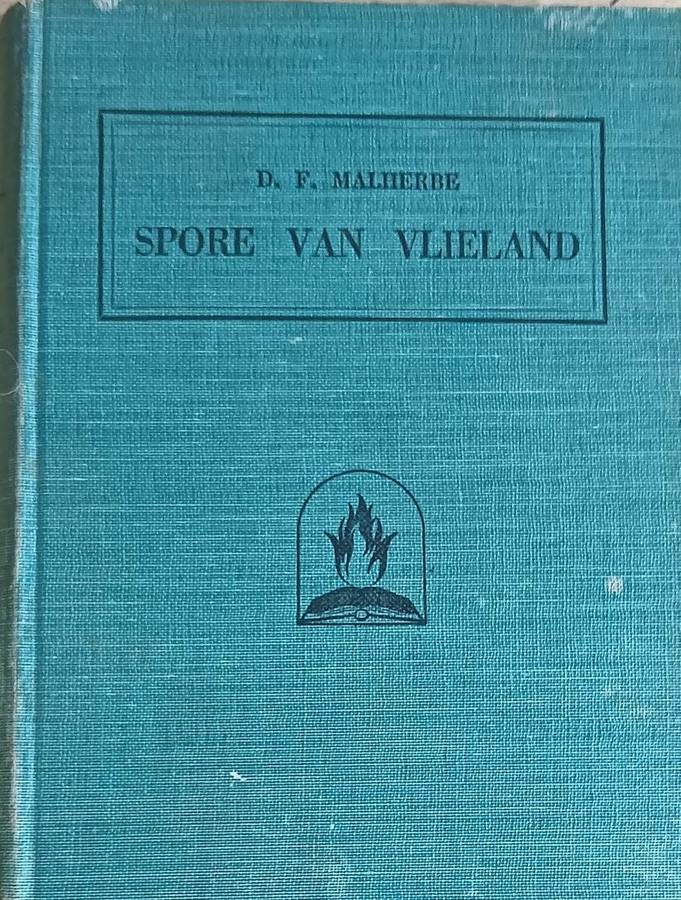 D. F. MALHERBE
SPORE VAN VLIELAND